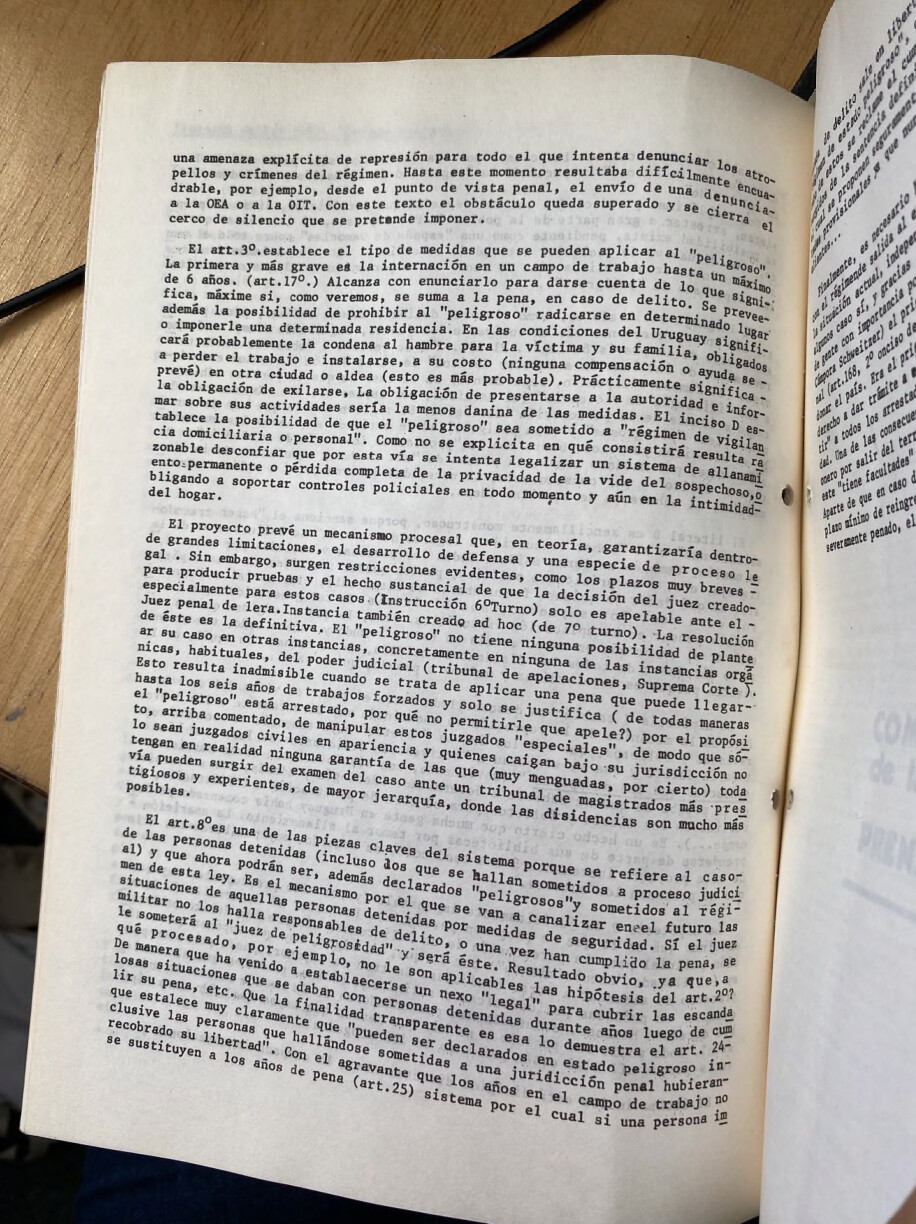 una amenaza explícita de represión para todo el que intenta denunciar los atro-
pellos y crímenes del régimen. Hasta este momento resultaba difícilmente encua-
drable, por ejemplo, desde el punto de vista penal, el envío de una denuncia-
a la OEA o a la OIT. Con este texto el obstáculo queda superado y se cierra el
cerco de silencio que se pretende imponer.
El art.3º.establece el tipo de medidas que se pueden aplicar al "peligroso".
La primera y más grave es la internación en un campo de trabajo hasta un máximo
de 6 años. (art.17º.) Alcanza con enunciarlo para darse cuenta de lo que signi-
fica, máxime si, como veremos, se suma a la pena, en caso de delito. Se prevee-
además la posibilidad de prohibir al "peligroso" radicarse en determinado lugar
o imponerle una determinada residencia. En las condiciones del Uruguay signifi-
cará probablemente la condena al hambre para la víctima y su familia, obligados
a perder el trabajo e instalarse, a su costo (ninguna compensación o ayuda se -
prevé) en otra ciudad o aldea (esto es más probable). Prácticamente significa -
la obligación de exilarse. La obligación de presentarse a la autoridad e infor-
mar sobre sus actividades sería la menos danina de las medidas. El inciso D es-
tablece la posibilidad de que el "peligroso" sea sometido a "régimen de vigilan
cia domiciliaria o personal". Como no se explicita en qué consistirá resulta ra
zonable desconfiar que por esta vía se intenta legalizar un sistema de allanami
ento permanente o pérdida completa de la privacidad de la vide del sospechoso,o
bligando a soportar controles policiales en todo momento y aún en la intimidad-
del hogar.
El proyecto prevé un mecanismo procesal que, en teoría, garantizaría dentro-
de grandes limitaciones, el desarrollo de defensa y una especie de proceso le
gal . Sin embargo, surgen restricciones evidentes, como los plazos muy breves -
para producir pruebas y el hecho sustancial de que la decisión del juez creado-
especialmente para estos casos (Instrucción 6ºTurno) solo es apelable ante el -
Juez penal de 1era.Instancia también creado ad hoc (de 7º turno). La resolución
de éste es la definitiva. El "peligroso" no tiene ninguna posibilidad de plante
ar su caso en otras instancias, concretamente en ninguna de las instancias orgá
nicas, habituales, del poder judicial (tribunal de apelaciones, Suprema Corte ).
Esto resulta inadmisible cuando se trata de aplicar una pena que puede llegar-
hasta los seis años de trabajos forzados y solo se justifica ( de todas maneras
el "peligroso" está arrestado, por qué no permitirle que apele?) por el propósi
to, arriba comentado, de manipular estos juzgados "especiales", de modo que só-
lo sean juzgados civiles en apariencia y quienes caigan bajo su jurisdicción no
tengan en realidad ninguna garantía de las que (muy menguadas, por cierto) toda
vía pueden surgir del examen del caso ante un tribunal de magistrados más pres
tigiosos y experientes, de mayor jerarquía, donde las disidencias son mucho más
posibles.
El art.8ºes una de las piezas claves del sistema porque se refiere al caso-
de las personas detenidas (incluso los que se hallan sometidos a proceso judici
al) y que ahora podrán ser, además declarados "peligrosos"y sometidos al régi-
men de esta ley. Es el mecanismo por el que se van a canalizar en el futuro las
situaciones de aquellas personas detenidas por medidas de seguridad. Sí el juez
militar no los halla responsables de delito, o una vez han cumplido la pena, se
le someterá al "juez de peligrosidad" y será éste. Resultado obvio, ya que,a
qué procesado, por ejemplo, no le son aplicables las hipótesis del art.2º?
De manera que ha venido a establaecerse un nexo "legal" para cubrir las escanda
losas situaciones que se daban con personas detenidas durante años luego de cum
lir su pena, etc. Que la finalidad transparente es esa lo demuestra el art. 24-
que estalece muy claramente que "pueden ser declarados en estado peligroso in-
clusive las personas que hallándose sometidas a una juridicción penal hubieran-
recobrado su libertad". Con el agravante que los años en el campo de trabajo no
se sustituyen a los años de pena (art.25) sistema por el cual si una persona im